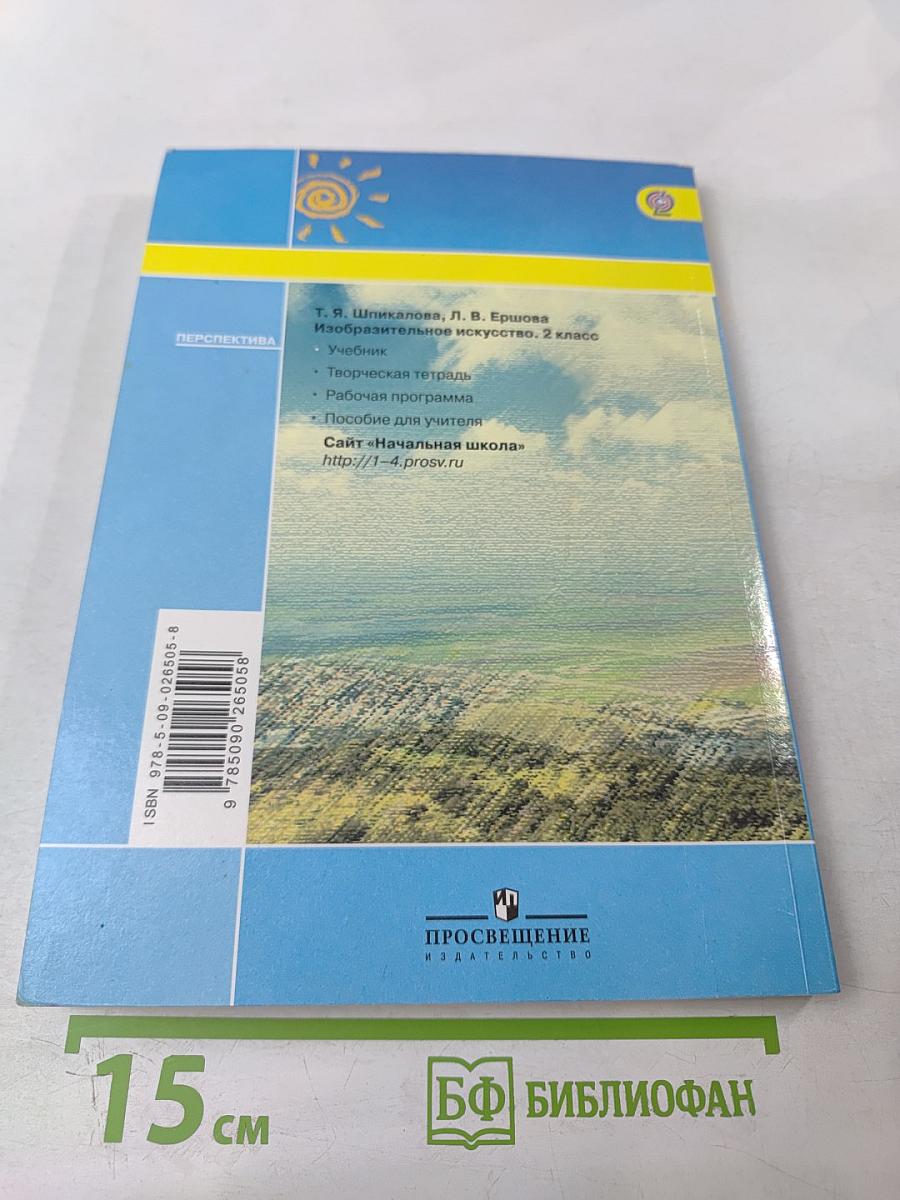 ПЕРСПЕКТИВА
Т. Я. Шпикалова, Л. В. Ершова
Изобразительное искусство. 2 класс
• Учебник
• Творческая тетрадь
• Рабочая программа
• Пособие для учителя
Сайт «Начальная школа»
http://1–4.prosv.ru
ISBN 978-5-09-026505-8
9 785090 265058
ИП
ПРОСВЕЩЕНИЕ
ИЗДАТЕЛЬСТВО
15 см
БФ БИБЛИОФАН